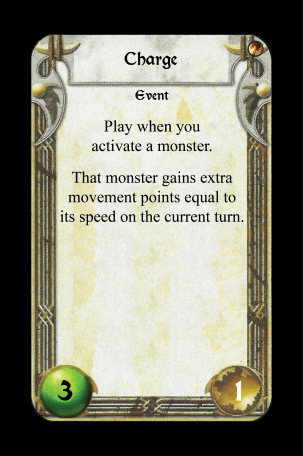 Charge
Event
Play when you
activate a monster.
That monster gains extra
movement points equal to
its speed on the current turn.
3
1